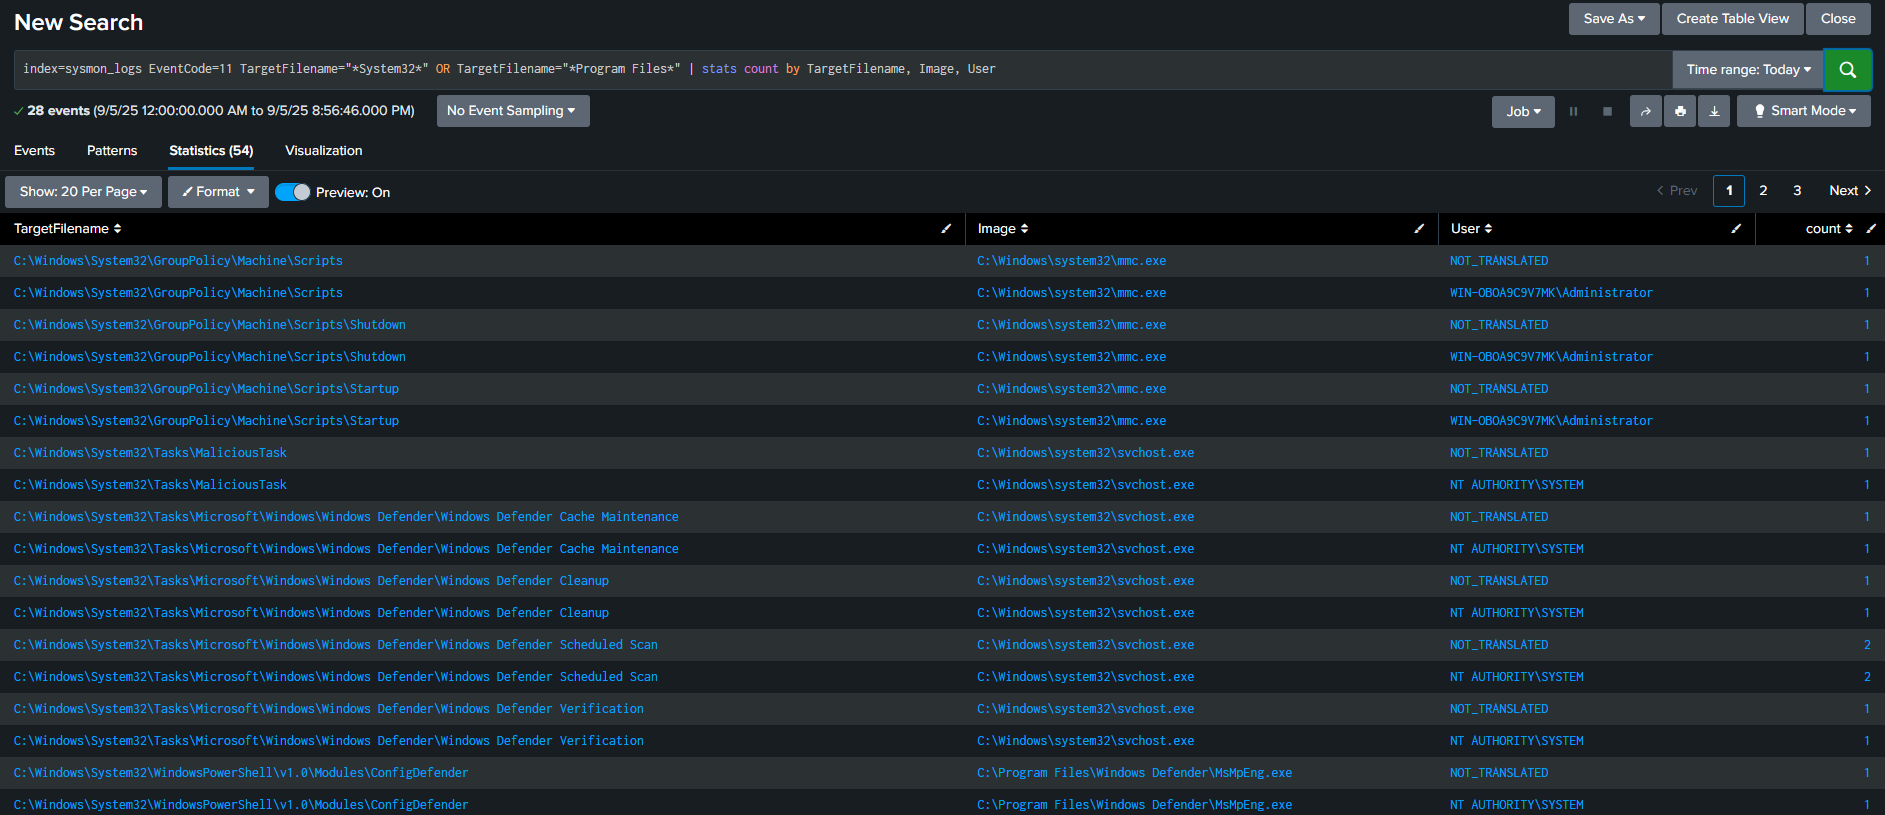 New Search
Save As
Create Table View
Close
index=sysmon_logs EventCode=11 TargetFilename="*System32*" OR TargetFilename="*Program Files*" | stats count by TargetFilename, Image, User
Time range: Today
28 events (9/5/25 12:00:00.000 AM to 9/5/25 8:56:46.000 PM)
No Event Sampling
Job
Smart Mode
Events Patterns Statistics (54) Visualization
Show: 20 Per Page
Format
Preview: On
Prev 1 2 3 Next
TargetFilename Image User count
C:\Windows\System32\GroupPolicy\Machine\Scripts C:\Windows\system32\mmc.exe NOT_TRANSLATED 1
C:\Windows\System32\GroupPolicy\Machine\Scripts C:\Windows\system32\mmc.exe WIN-OBOA9C9V7MK\Administrator 1
C:\Windows\System32\GroupPolicy\Machine\Scripts\Shutdown C:\Windows\system32\mmc.exe NOT_TRANSLATED 1
C:\Windows\System32\GroupPolicy\Machine\Scripts\Shutdown C:\Windows\system32\mmc.exe WIN-OBOA9C9V7MK\Administrator 1
C:\Windows\System32\GroupPolicy\Machine\Scripts\Startup C:\Windows\system32\mmc.exe NOT_TRANSLATED 1
C:\Windows\System32\GroupPolicy\Machine\Scripts\Startup C:\Windows\system32\mmc.exe WIN-OBOA9C9V7MK\Administrator 1
C:\Windows\System32\Tasks\MaliciousTask C:\Windows\system32\svchost.exe NOT_TRANSLATED 1
C:\Windows\System32\Tasks\MaliciousTask C:\Windows\system32\svchost.exe NT AUTHORITY\SYSTEM 1
C:\Windows\System32\Tasks\Microsoft\Windows\Windows Defender\Windows Defender Cache Maintenance C:\Windows\system32\svchost.exe NOT_TRANSLATED 1
C:\Windows\System32\Tasks\Microsoft\Windows\Windows Defender\Windows Defender Cache Maintenance C:\Windows\system32\svchost.exe NT AUTHORITY\SYSTEM 1
C:\Windows\System32\Tasks\Microsoft\Windows\Windows Defender\Windows Defender Cleanup C:\Windows\system32\svchost.exe NOT_TRANSLATED 1
C:\Windows\System32\Tasks\Microsoft\Windows\Windows Defender\Windows Defender Cleanup C:\Windows\system32\svchost.exe NT AUTHORITY\SYSTEM 1
C:\Windows\System32\Tasks\Microsoft\Windows\Windows Defender\Windows Defender Scheduled Scan C:\Windows\system32\svchost.exe NOT_TRANSLATED 2
C:\Windows\System32\Tasks\Microsoft\Windows\Windows Defender\Windows Defender Scheduled Scan C:\Windows\system32\svchost.exe NT AUTHORITY\SYSTEM 2
C:\Windows\System32\Tasks\Microsoft\Windows\Windows Defender\Windows Defender Verification C:\Windows\system32\svchost.exe NOT_TRANSLATED 1
C:\Windows\System32\Tasks\Microsoft\Windows\Windows Defender\Windows Defender Verification C:\Windows\system32\svchost.exe NT AUTHORITY\SYSTEM 1
C:\Windows\System32\WindowsPowerShell\v1.0\Modules\ConfigDefender C:\Program Files\Windows Defender\MsMpEng.exe NOT_TRANSLATED 1
C:\Windows\System32\WindowsPowerShell\v1.0\Modules\ConfigDefender C:\Program Files\Windows Defender\MsMpEng.exe NT AUTHORITY\SYSTEM 1